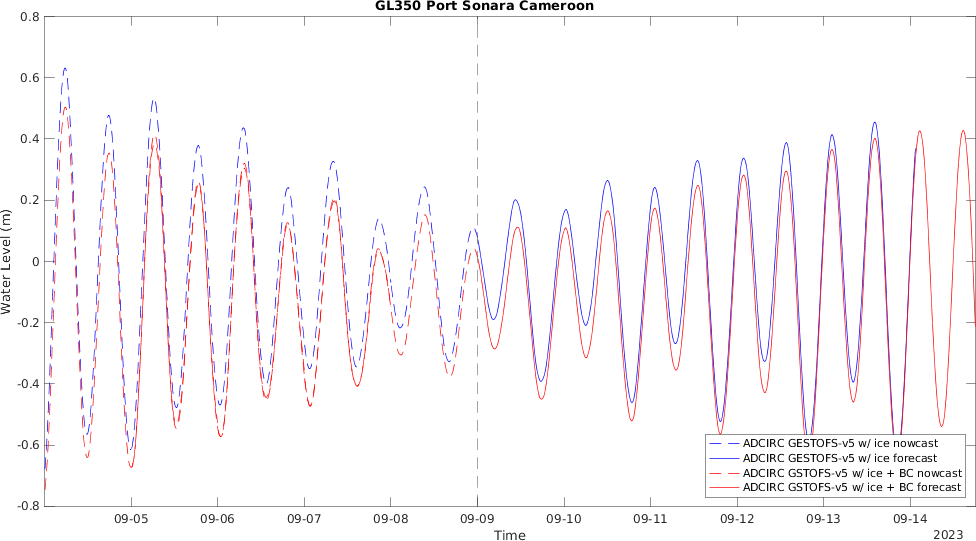 GL350 Port Sonara Cameroon
0.8
0.6
0.4
0.2
0
-0.2
-0.4
-0.6
-0.8
Water Level (m)
ADCIRC GESTOFS-v5 w/ ice nowcast
ADCIRC GESTOFS-v5 w/ ice forecast
ADCIRC GSTOFS-v5 w/ ice + BC nowcast
ADCIRC GSTOFS-v5 w/ ice + BC forecast
09-05 09-06 09-07 09-08 09-09 09-10 09-11 09-12 09-13 09-14
Time
2023